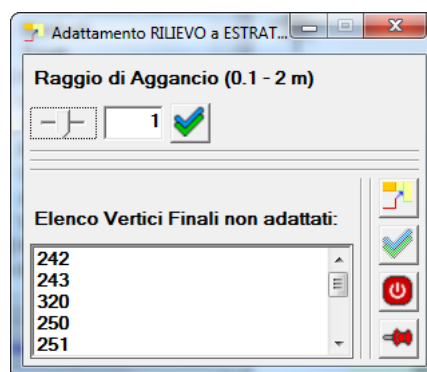 Adattamento RILIEVO a ESTRAT...
Raggio di Aggancio (0.1 - 2 m)
1
Elenco Vertici Finali non adattati:
242
243
320
250
251